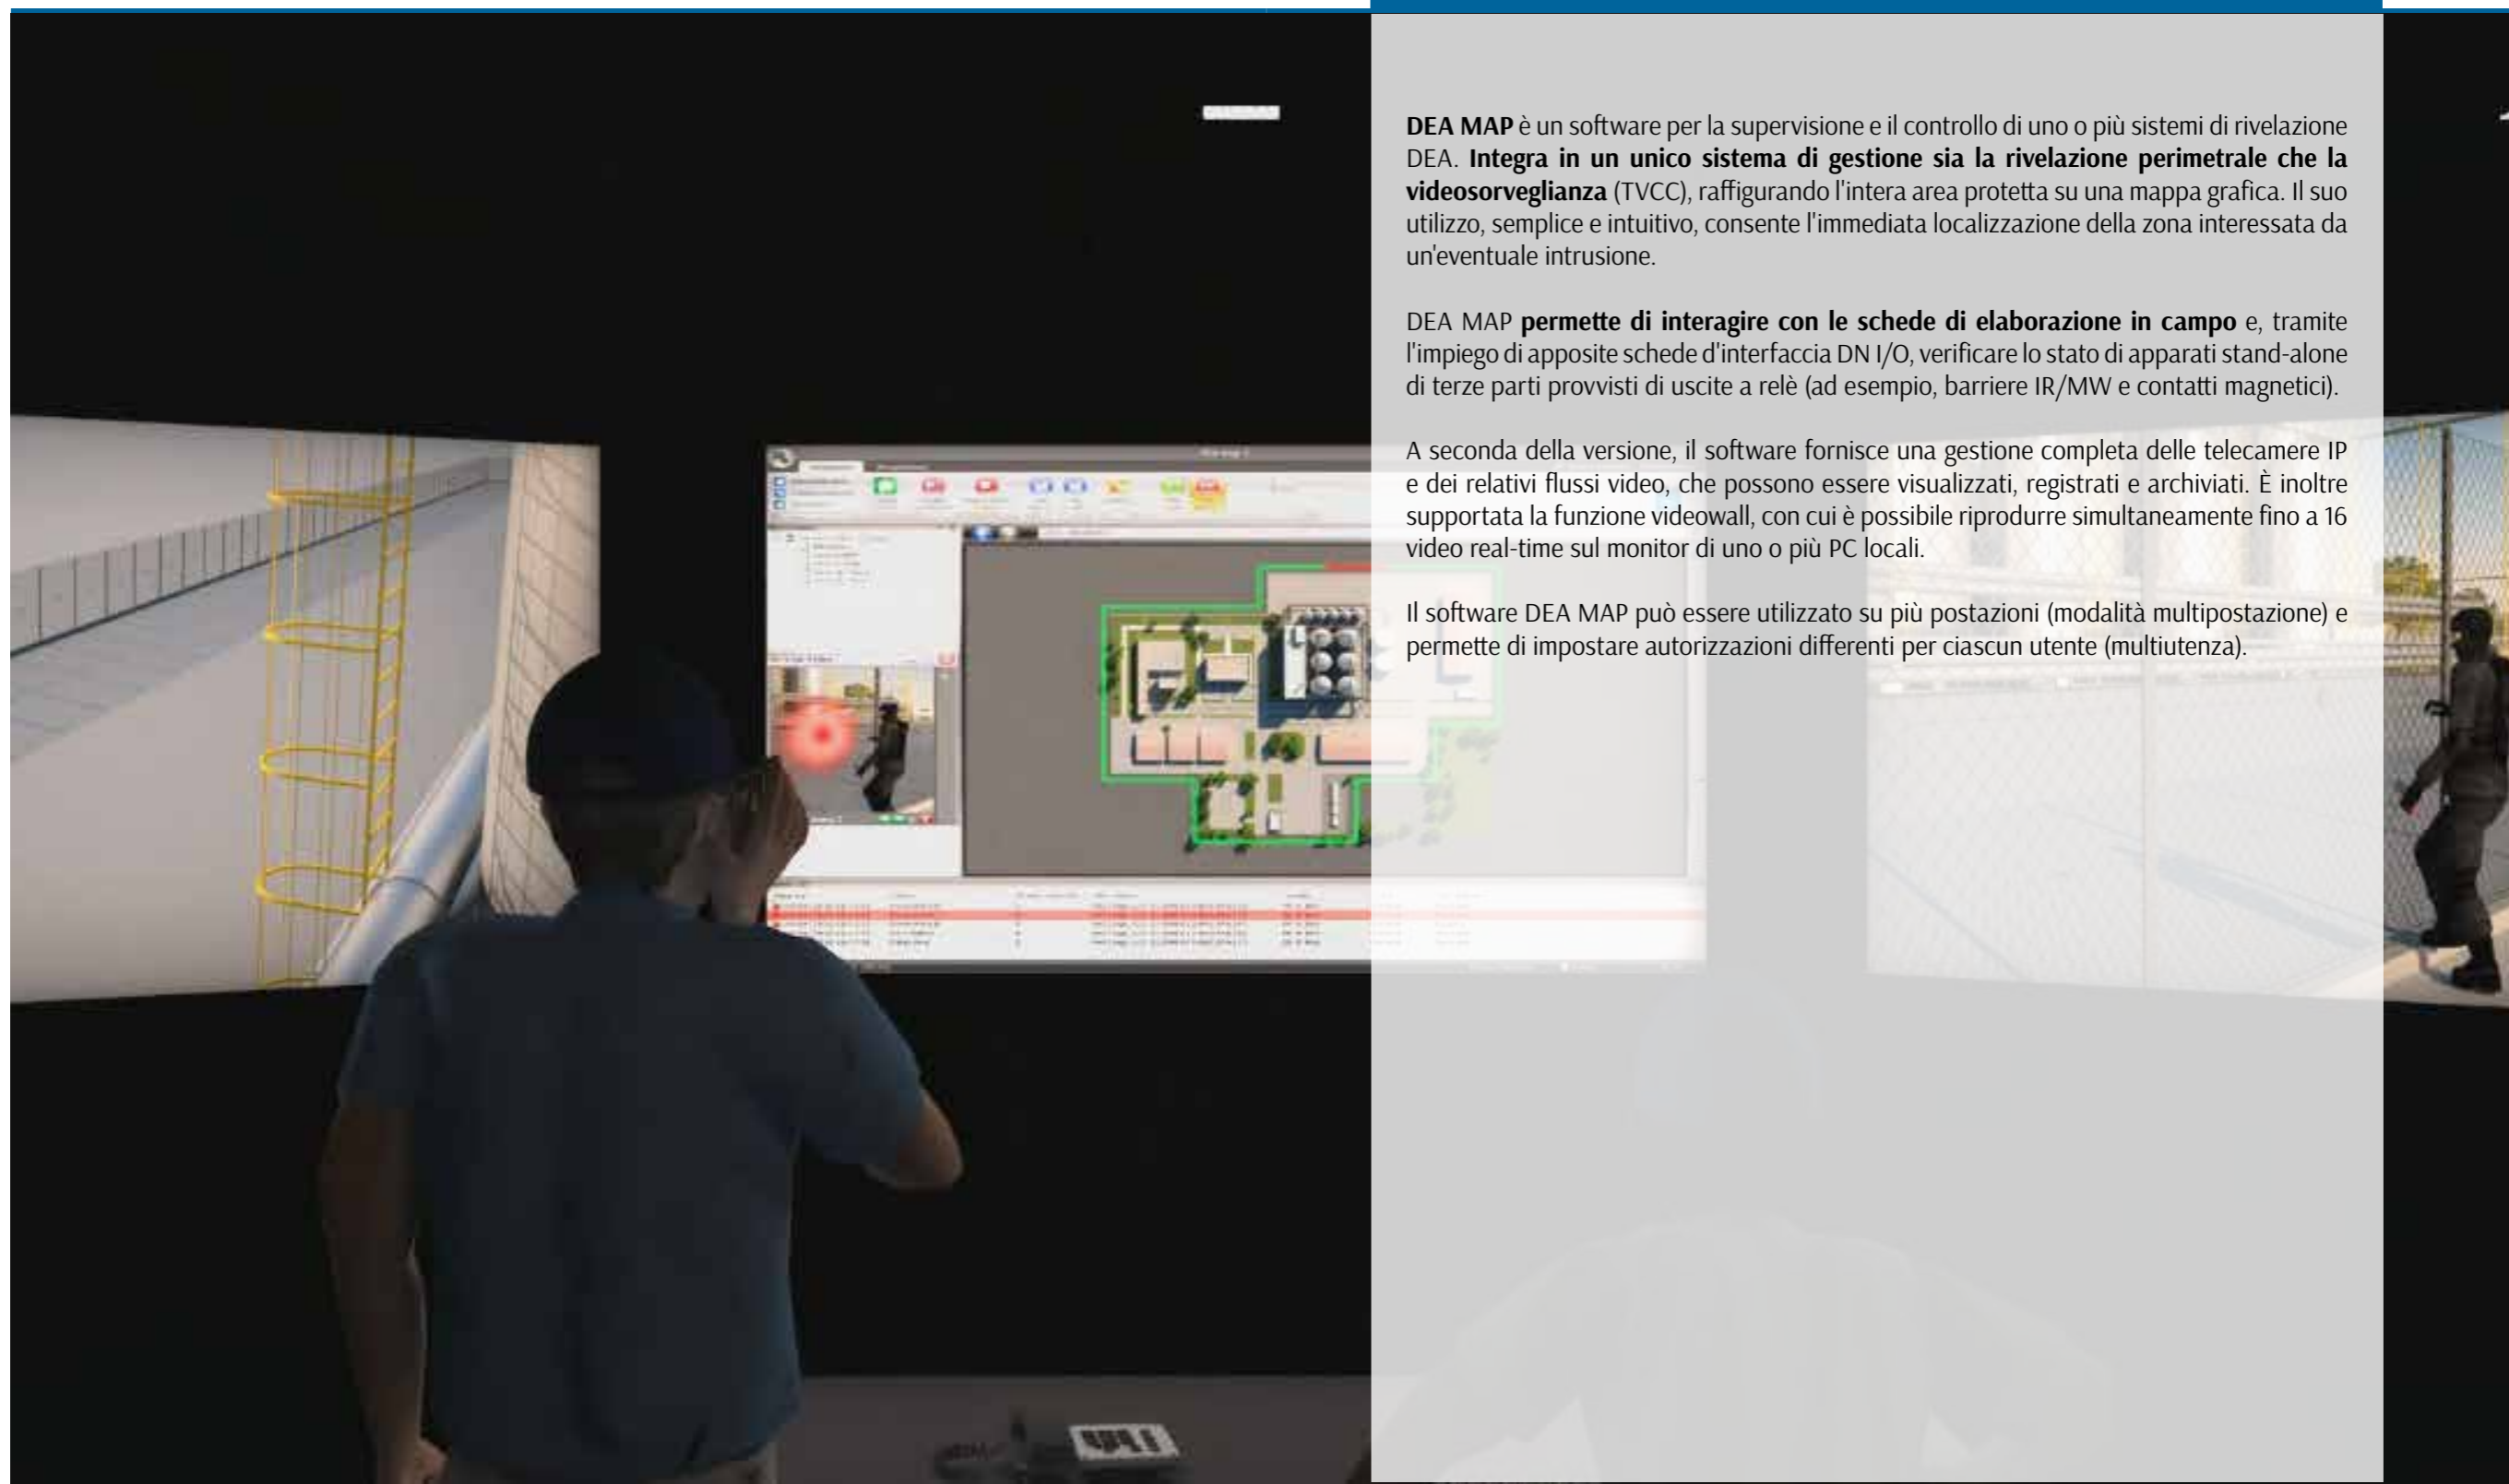 DEA MAP è un software per la supervisione e il controllo di uno o più sistemi di rivelazione
DEA. Integra in un unico sistema di gestione sia la rivelazione perimetrale che la
videosorveglianza (TVCC), raffigurando l'intera area protetta su una mappa grafica. Il suo
utilizzo, semplice e intuitivo, consente l'immediata localizzazione della zona interessata da
un'eventuale intrusione.
DEA MAP permette di interagire con le schede di elaborazione in campo e, tramite
l'impiego di apposite schede d'interfaccia DN I/O, verificare lo stato di apparati stand-alone
di terze parti provvisti di uscite a relè (ad esempio, barriere IR/MW e contatti magnetici).
A seconda della versione, il software fornisce una gestione completa delle telecamere IP
e dei relativi flussi video, che possono essere visualizzati, registrati e archiviati. È inoltre
supportata la funzione videowall, con cui è possibile riprodurre simultaneamente fino a 16
video real-time sul monitor di uno o più PC locali.
Il software DEA MAP può essere utilizzato su più postazioni (modalità multipostazione) e
permette di impostare autorizzazioni differenti per ciascun utente (multiutenza).